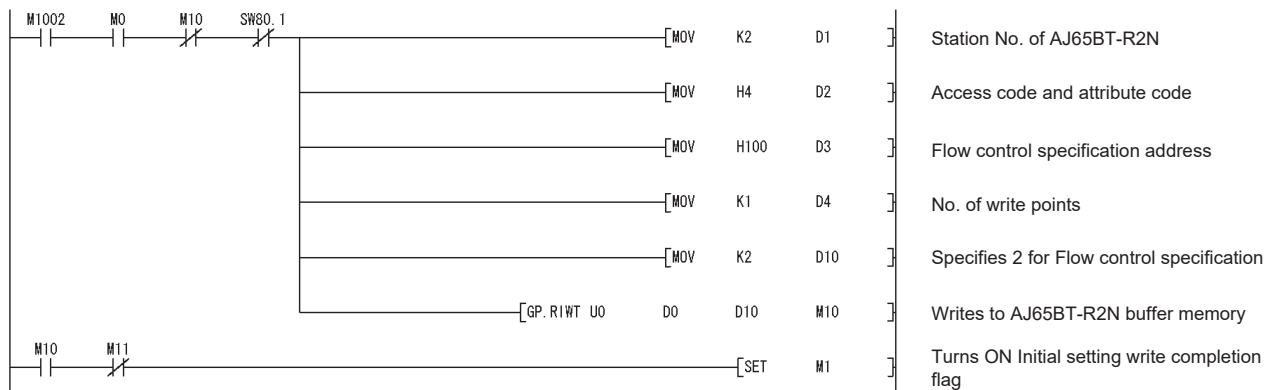 M1002 M0 M10 SW80.1
[MOV K2 D1 ] Station No. of AJ65BT-R2N
[MOV H4 D2 ] Access code and attribute code
[MOV H100 D3 ] Flow control specification address
[MOV K1 D4 ] No. of write points
[MOV K2 D10 ] Specifies 2 for Flow control specification
[GP.RIWT U0 D0 D10 M10 ] Writes to AJ65BT-R2N buffer memory
M10 M11
[SET M1 ] Turns ON Initial setting write completion
flag